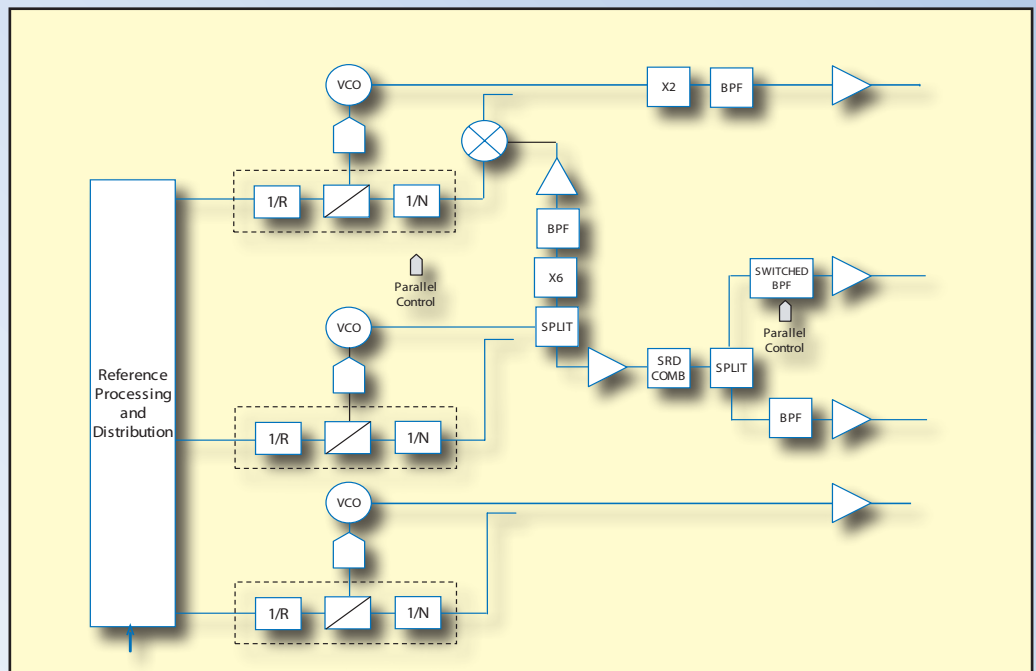 VCO
X2
BPF
1/R
1/N
BPF
Parallel
Control
X6
SWITCHED
BPF
Parallel
Control
VCO
SPLIT
SRD
COMB
SPLIT
Reference
Processing
and
Distribution
BPF
1/R
1/N
VCO
1/R
1/N